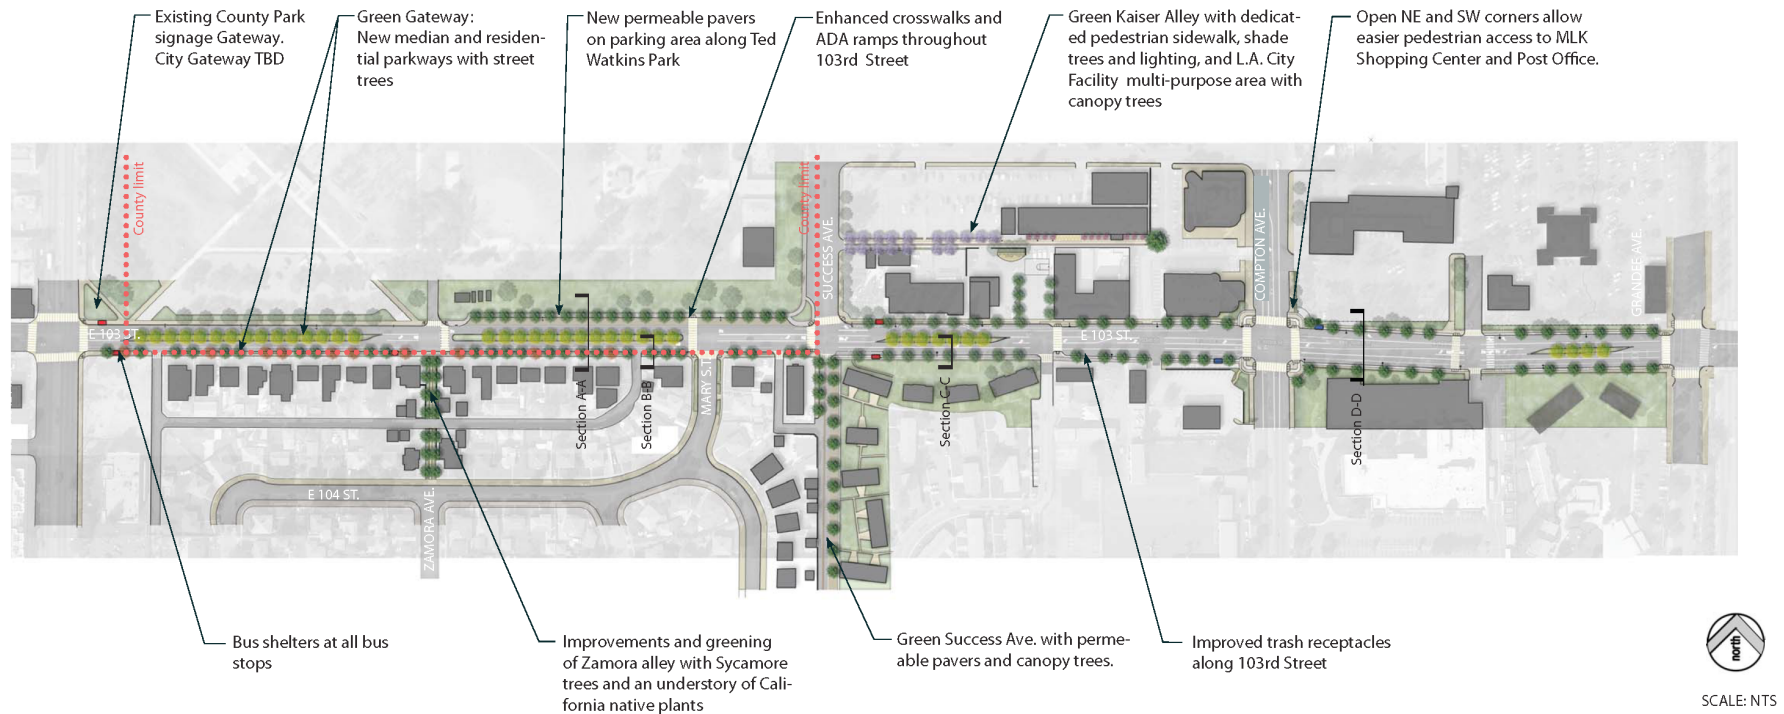 Existing County Park
signage Gateway.
City Gateway TBD
Green Gateway:
New median and residen-
tial parkways with street
trees
New permeable pavers
on parking area along Ted
Watkins Park
Enhanced crosswalks and
ADA ramps throughout
103rd Street
Green Kaiser Alley with dedicat-
ed pedestrian sidewalk, shade
trees and lighting, and L.A. City
Facility multi-purpose area with
canopy trees
Open NE and SW corners allow
easier pedestrian access to MLK
Shopping Center and Post Office.
County limit
County limit
SUCCESS AVE.
COMPTON AVE.
GRANDEE AVE.
E 103 ST.
E 103 ST.
MARY S.T.
Section A-A
Section B-B
Section C-C
Section D-D
E 104 ST.
ZAMORA AVE.
Bus shelters at all bus
stops
Improvements and greening
of Zamora alley with Sycamore
trees and an understory of Cali-
fornia native plants
Green Success Ave. with perme-
able pavers and canopy trees.
Improved trash receptacles
along 103rd Street
north
SCALE: NTS